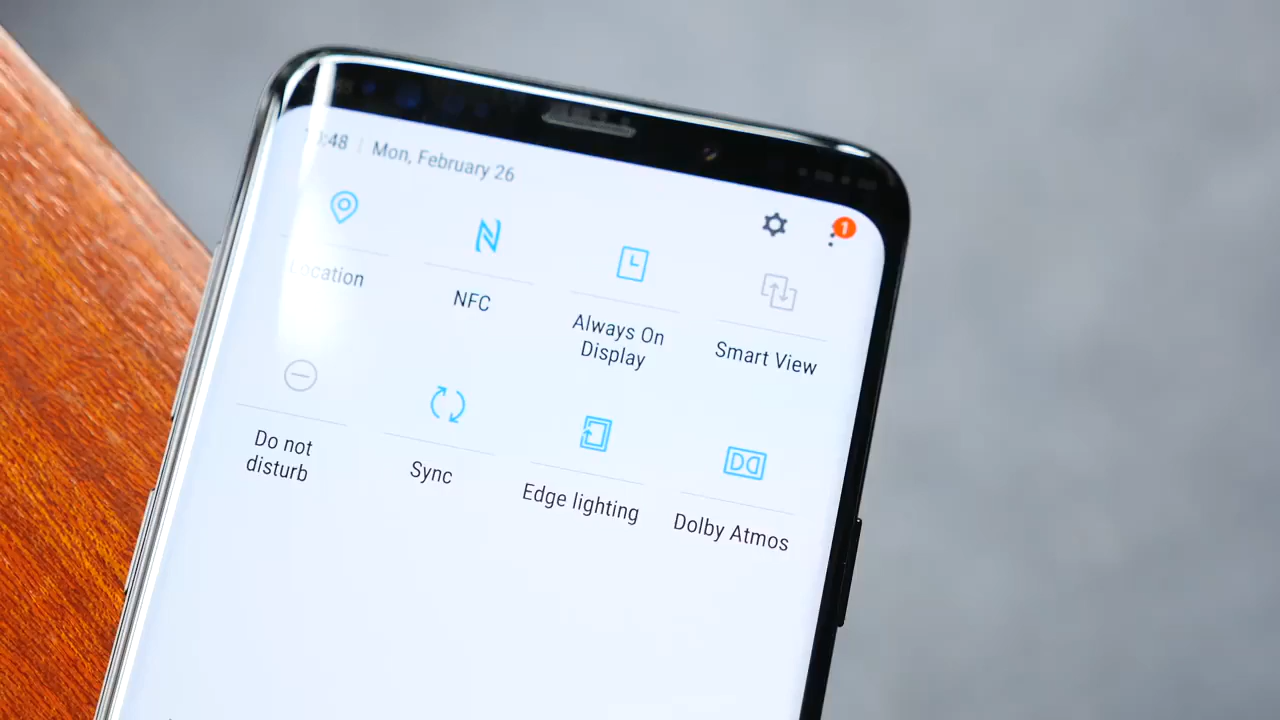 :48 | Mon, February 26
1
Location
NFC
Always On
Display
Smart View
Do not
disturb
Sync
Edge lighting
Dolby Atmos